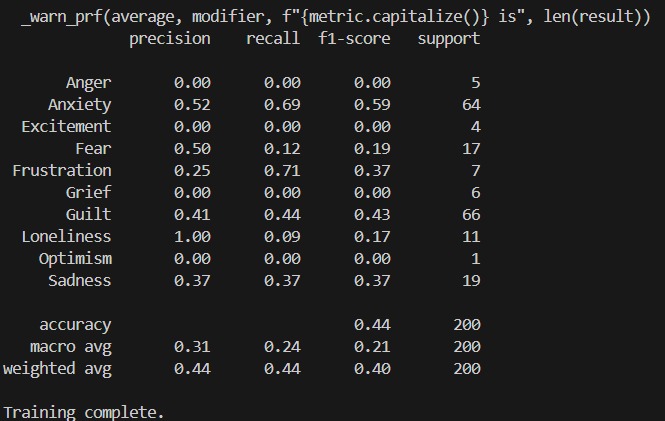 _warn_prf(average, modifier, f"{metric.capitalize()} is", len(result))
precision recall f1-score support
Anger 0.00 0.00 0.00 5
Anxiety 0.52 0.69 0.59 64
Excitement 0.00 0.00 0.00 4
Fear 0.50 0.12 0.19 17
Frustration 0.25 0.71 0.37 7
Grief 0.00 0.00 0.00 6
Guilt 0.41 0.44 0.43 66
Loneliness 1.00 0.09 0.17 11
Optimism 0.00 0.00 0.00 1
Sadness 0.37 0.37 0.37 19
accuracy 0.44 200
macro avg 0.31 0.24 0.21 200
weighted avg 0.44 0.44 0.40 200
Training complete.